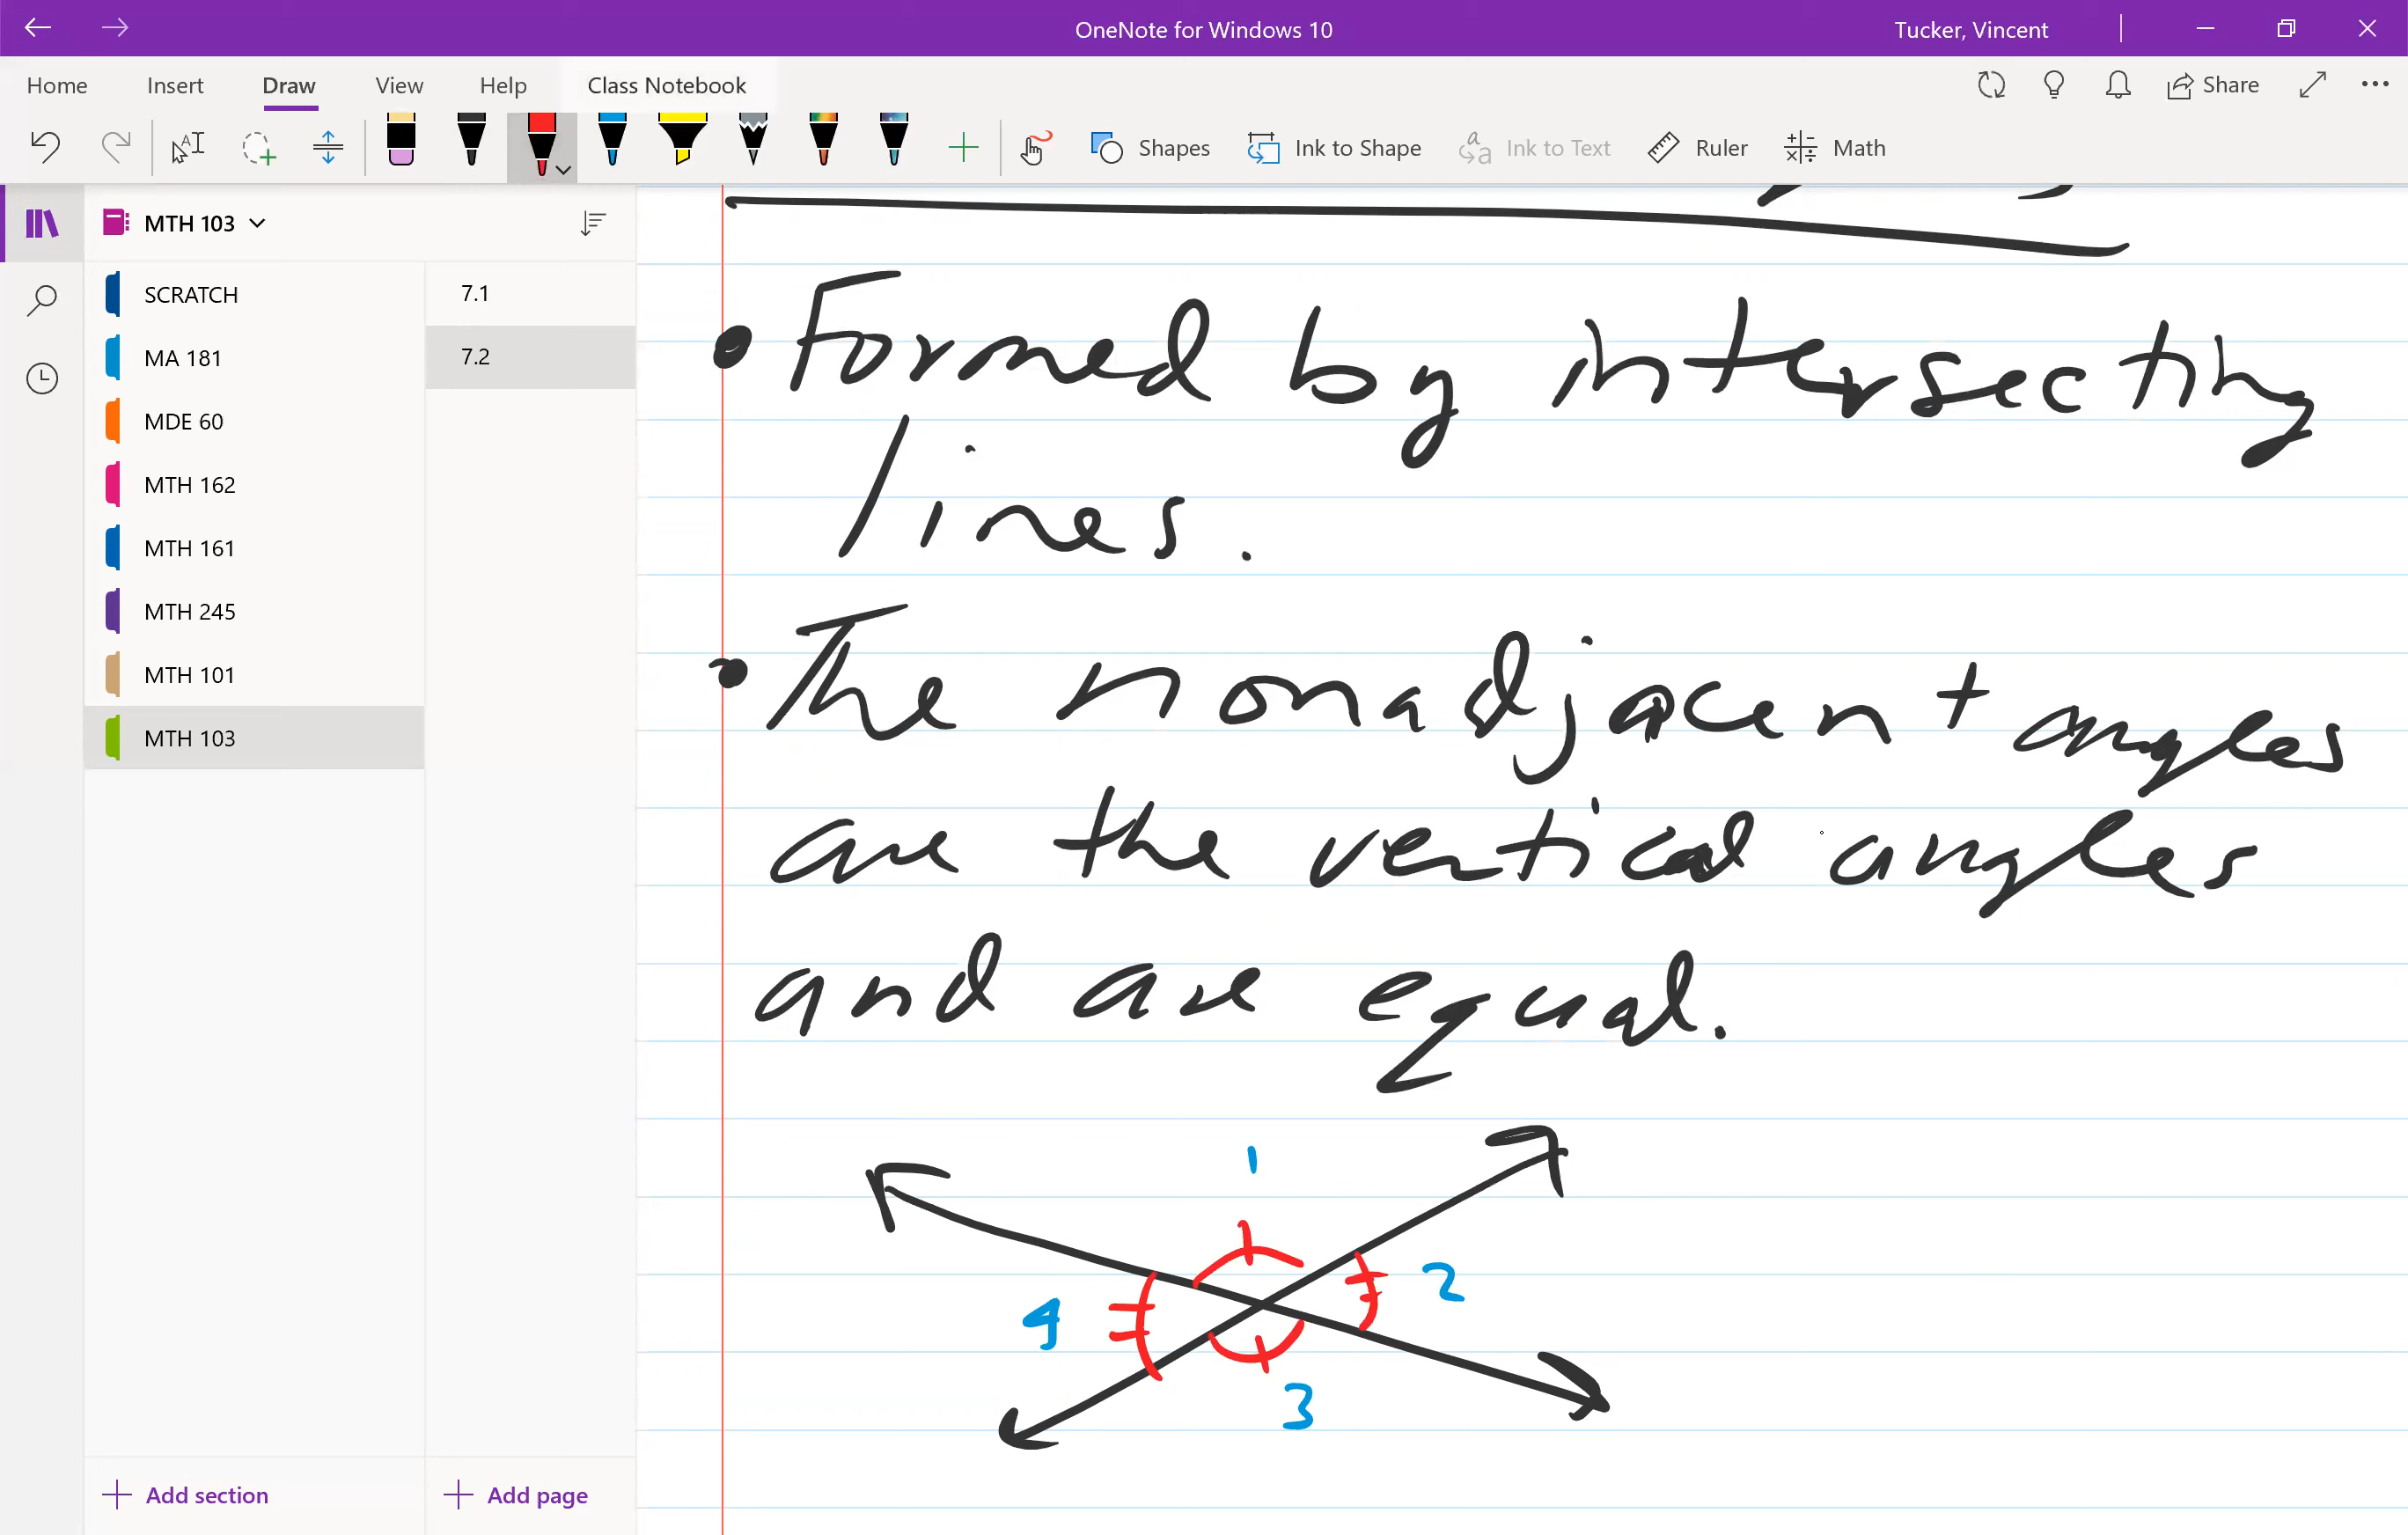 OneNote for Windows 10
Tucker, Vincent
Home Insert Draw View Help Class Notebook
Share
Shapes Ink to Shape Ink to Text Ruler Math
MTH 103
SCRATCH
MA 181
MDE 60
MTH 162
MTH 161
MTH 245
MTH 101
MTH 103
Add section
7.1
7.2
Add page
• Formed by intersecting
lines.
• The nonadjacent angles
are the vertical angles
and are equal.
1
2
4
3